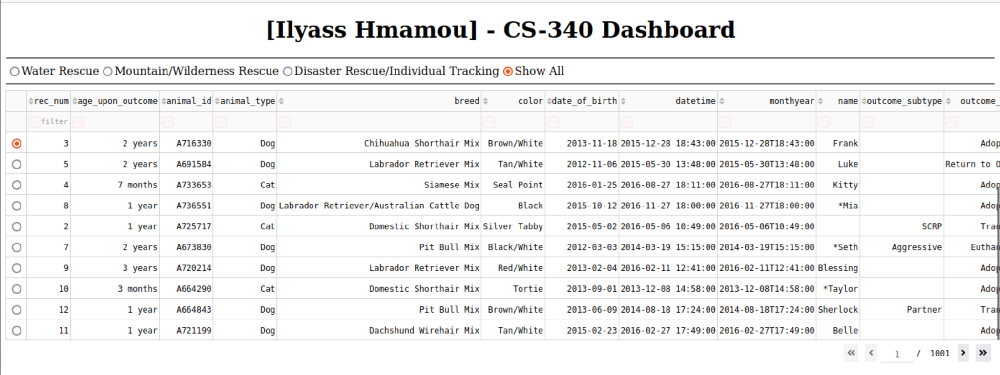 [Ilyass Hmamou] - CS-340 Dashboard
Water Rescue Mountain/Wilderness Rescue Disaster Rescue/Individual Tracking Show All
rec_num age_upon_outcome animal_id animal_type breed color date_of_birth datetime monthyear name outcome_subtype outcome_
Aa filter Aa Aa Aa Aa Aa Aa Aa Aa Aa Aa Aa
3 2 years A716330 Dog Chihuahua Shorthair Mix Brown/White 2013-11-18 2015-12-28 18:43:00 2015-12-28T18:43:00 Frank Adop
5 2 years A691584 Dog Labrador Retriever Mix Tan/White 2012-11-06 2015-05-30 13:48:00 2015-05-30T13:48:00 Luke Return to O
4 7 months A733653 Cat Siamese Mix Seal Point 2016-01-25 2016-08-27 18:11:00 2016-08-27T18:11:00 Kitty Adop
8 1 year A736551 Dog Labrador Retriever/Australian Cattle Dog Black 2015-10-12 2016-11-27 18:00:00 2016-11-27T18:00:00 *Mia Adop
2 1 year A725717 Cat Domestic Shorthair Mix Silver Tabby 2015-05-02 2016-05-06 10:49:00 2016-05-06T10:49:00 SCRP Tran
7 2 years A673830 Dog Pit Bull Mix Black/White 2012-03-03 2014-03-19 15:15:00 2014-03-19T15:15:00 *Seth Aggressive Euthan
9 3 years A720214 Dog Labrador Retriever Mix Red/White 2013-02-04 2016-02-11 12:41:00 2016-02-11T12:41:00 Blessing Adop
10 3 months A664290 Cat Domestic Shorthair Mix Tortie 2013-09-01 2013-12-08 14:58:00 2013-12-08T14:58:00 *Taylor Adop
12 1 year A664843 Dog Pit Bull Mix Brown/White 2013-06-09 2014-08-18 17:24:00 2014-08-18T17:24:00 Sherlock Partner Tran
11 1 year A721199 Dog Dachshund Wirehair Mix Tan/White 2015-02-23 2016-02-27 17:49:00 2016-02-27T17:49:00 Belle Adop
« ‹ 1 / 1001 › »